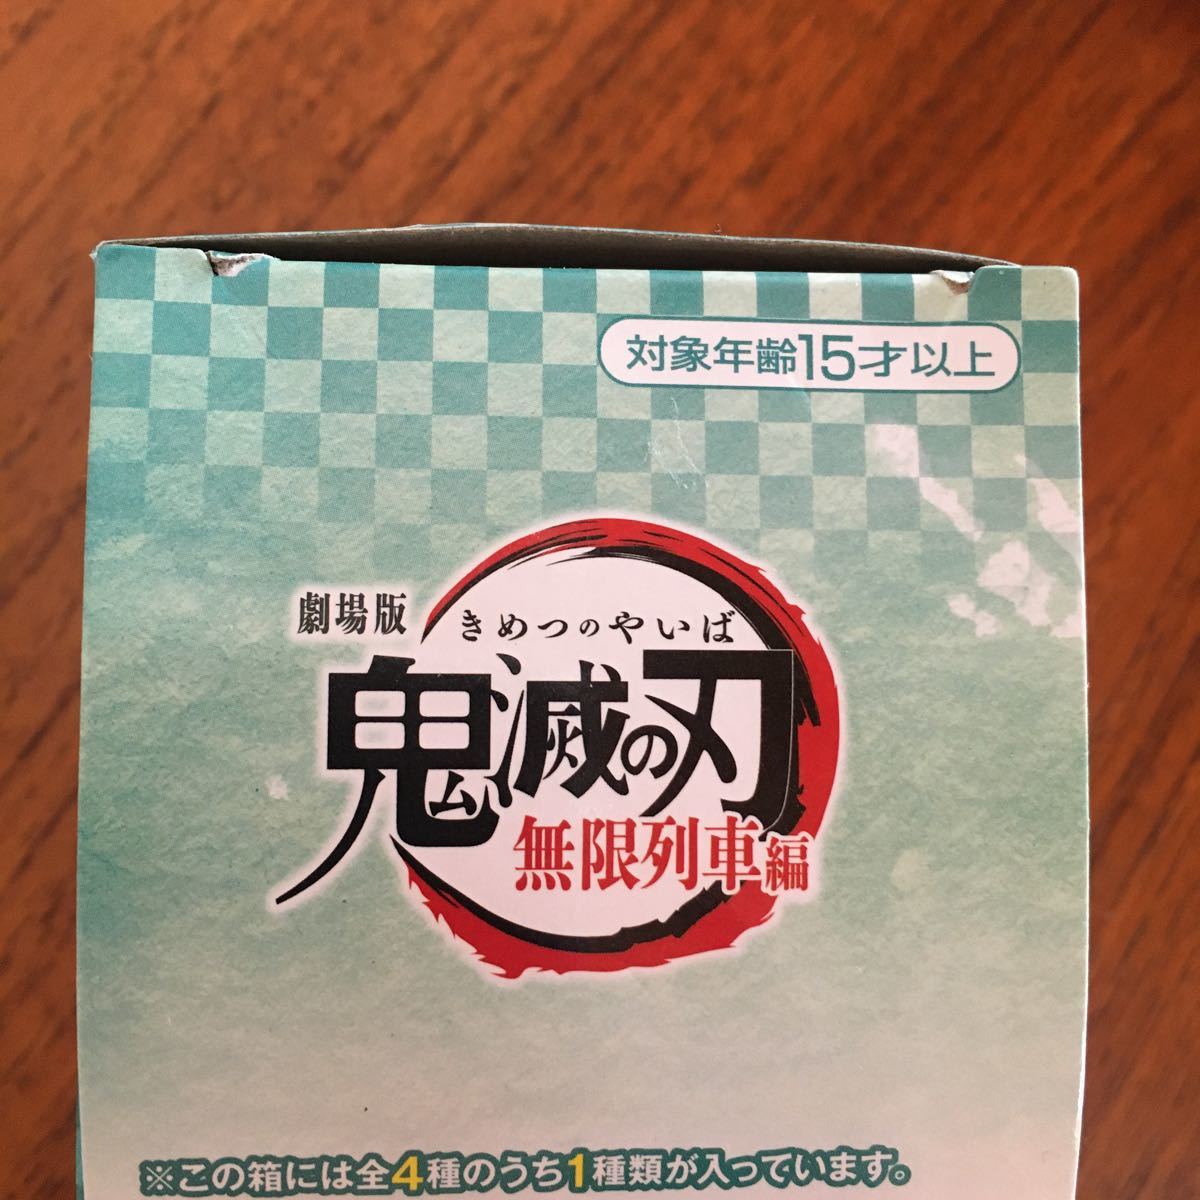 対象年齢15才以上
劇場版
きめつのやいば
鬼滅の刃
無限列車編
※この箱には全4種のうち1種類が入っています。